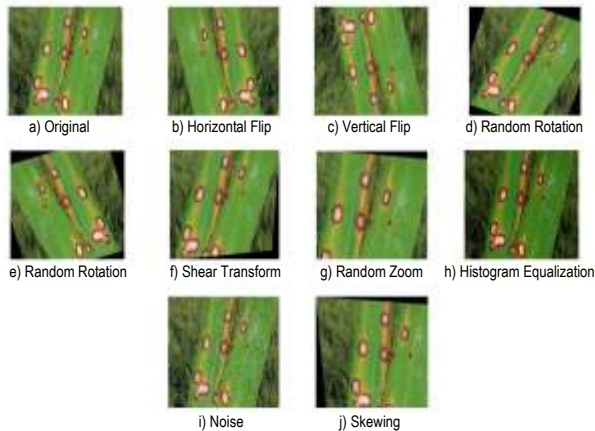 a) Original
b) Horizontal Flip
c) Vertical Flip
d) Random Rotation
e) Random Rotation
f) Shear Transform
g) Random Zoom
h) Histogram Equalization
i) Noise
j) Skewing